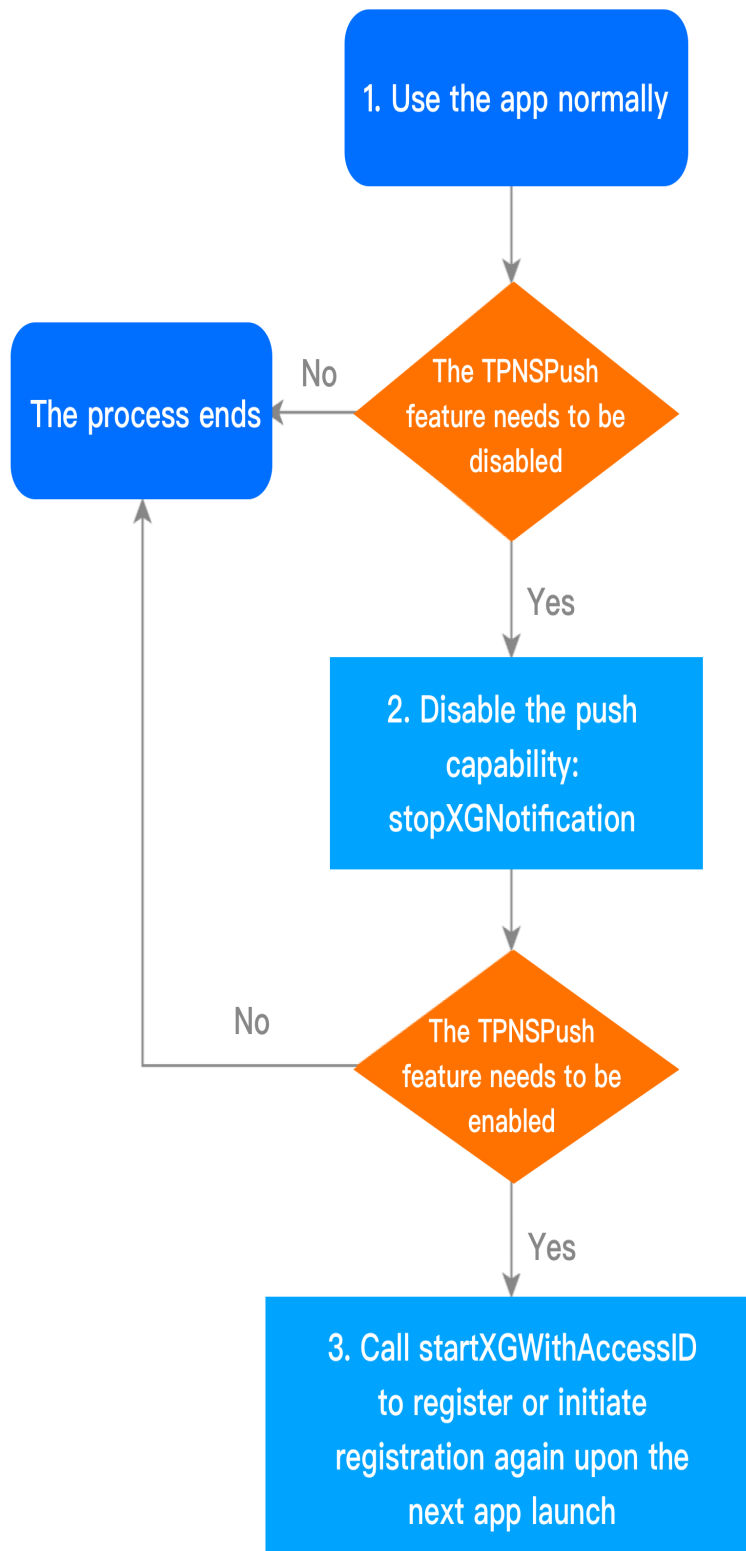 1. Use the app normally
The TPNSPush
feature needs to be
disabled
No
The process ends
Yes
2. Disable the push
capability:
stopXGNotification
The TPNSPush
feature needs to be
enabled
No
Yes
3. Call startXGWithAccessID
to register or initiate
registration again upon the
next app launch